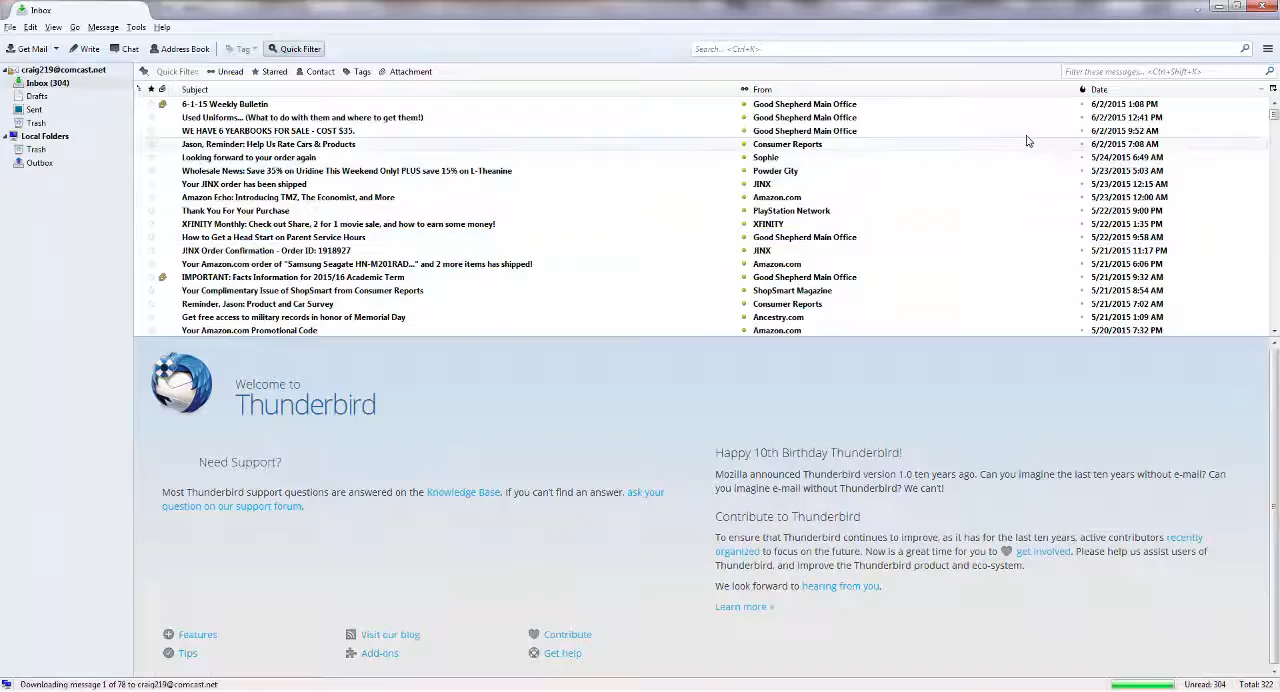 Inbox
File Edit View Go Message Tools Help
Get Mail Write Chat Address Book Tag Quick Filter Search... <Ctrl+K>
craig219@comcast.net
Inbox (304)
Drafts
Sent
Trash
Local Folders
Trash
Outbox
Quick Filter: Unread Starred Contact Tags Attachment Filter these messages... <Ctrl+Shift+K>
Subject From Date
6-1-15 Weekly Bulletin Good Shepherd Main Office 6/2/2015 1:08 PM
Used Uniforms... (What to do with them and where to get them!) Good Shepherd Main Office 6/2/2015 12:41 PM
WE HAVE 6 YEARBOOKS FOR SALE - COST $35. Good Shepherd Main Office 6/2/2015 9:52 AM
Jason, Reminder: Help Us Rate Cars & Products Consumer Reports 6/2/2015 7:08 AM
Looking forward to your order again Sophie 5/24/2015 6:49 AM
Wholesale News: Save 35% on Uridine This Weekend Only! PLUS save 15% on L-Theanine Powder City 5/23/2015 5:03 AM
Your JINX order has been shipped JINX 5/23/2015 12:15 AM
Amazon Echo: Introducing TMZ, The Economist, and More Amazon.com 5/23/2015 12:00 AM
Thank You For Your Purchase PlayStation Network 5/22/2015 9:00 PM
XFINITY Monthly: Check out Share, 2 for 1 movie sale, and how to earn some money! XFINITY 5/22/2015 1:35 PM
How to Get a Head Start on Parent Service Hours Good Shepherd Main Office 5/22/2015 9:58 AM
JINX Order Confirmation - Order ID: 1918927 JINX 5/21/2015 11:17 PM
Your Amazon.com order of "Samsung Seagate HN-M201RAD..." and 2 more items has shipped! Amazon.com 5/21/2015 6:06 PM
IMPORTANT: Facts Information for 2015/16 Academic Term Good Shepherd Main Office 5/21/2015 9:32 AM
Your Complimentary Issue of ShopSmart from Consumer Reports ShopSmart Magazine 5/21/2015 8:54 AM
Reminder, Jason: Product and Car Survey Consumer Reports 5/21/2015 7:02 AM
Get free access to military records in honor of Memorial Day Ancestry.com 5/21/2015 1:09 AM
Your Amazon.com Promotional Code Amazon.com 5/20/2015 7:32 PM
Welcome to
Thunderbird
Need Support?
Most Thunderbird support questions are answered on the Knowledge Base. If you can't find an answer, ask your
question on our support forum.
Happy 10th Birthday Thunderbird!
Mozilla announced Thunderbird version 1.0 ten years ago. Can you imagine the last ten years without e-mail? Can
you imagine e-mail without Thunderbird? We can't!
Contribute to Thunderbird
To ensure that Thunderbird continues to improve, as it has for the last ten years, active contributors recently
organized to focus on the future. Now is a great time for you to get involved. Please help us assist users of
Thunderbird, and improve the Thunderbird product and eco-system.
We look forward to hearing from you.
Learn more »
Features Visit our blog Contribute
Tips Add-ons Get help
Downloading message 1 of 78 to craig219@comcast.net Unread: 304 Total: 322